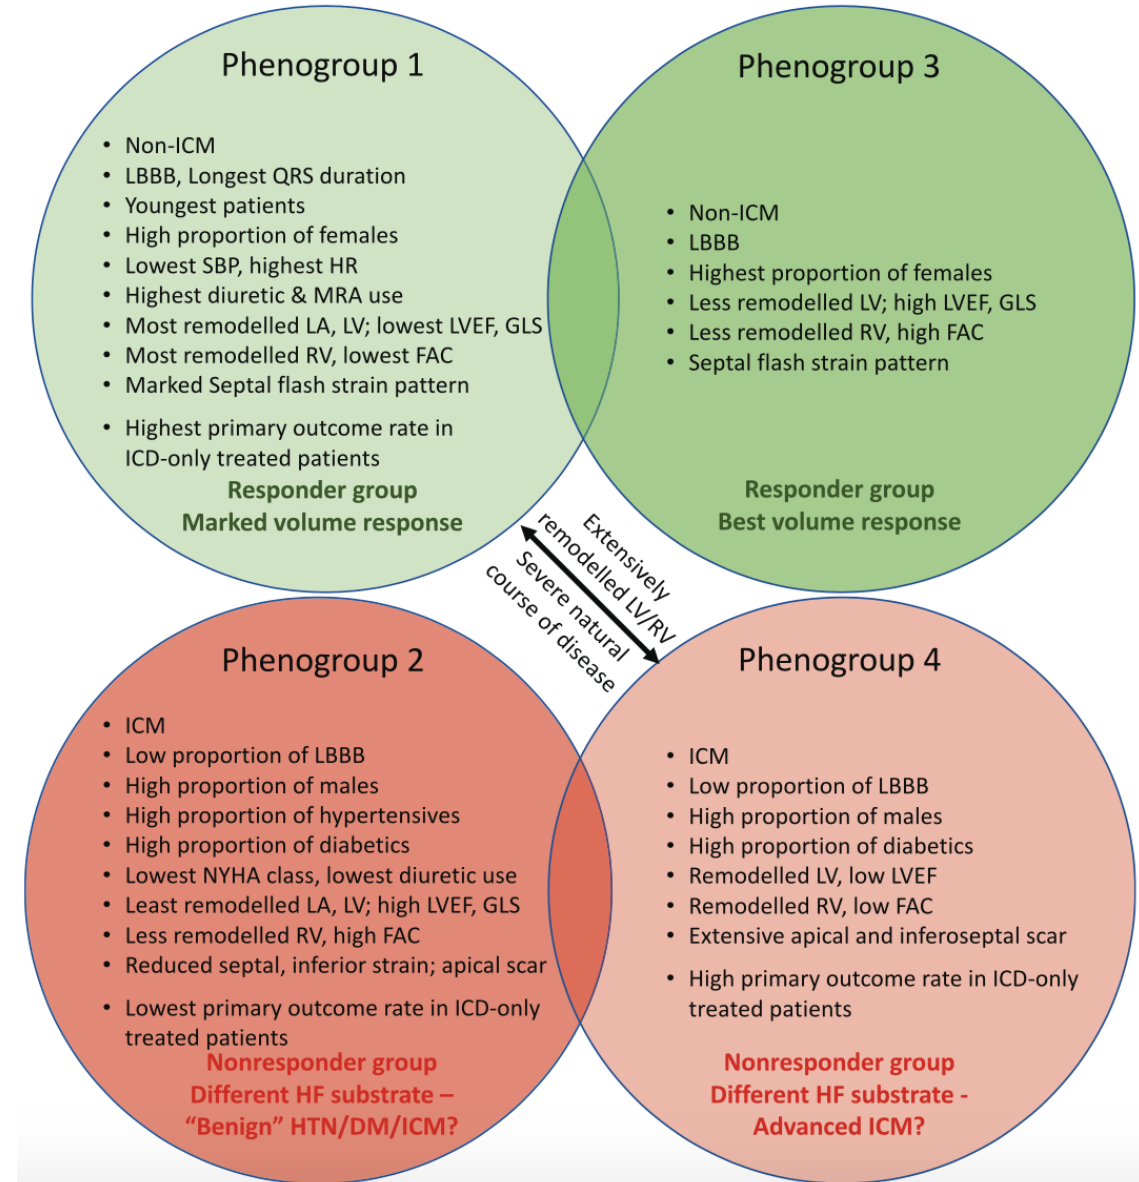 Phenogroup 1
• Non-ICM
• LBBB, Longest QRS duration
• Youngest patients
• High proportion of females
• Lowest SBP, highest HR
• Highest diuretic & MRA use
• Most remodelled LA, LV; lowest LVEF, GLS
• Most remodelled RV, lowest FAC
• Marked Septal flash strain pattern
• Highest primary outcome rate in
ICD-only treated patients
Responder group
Marked volume response
Phenogroup 3
• Non-ICM
• LBBB
• Highest proportion of females
• Less remodelled LV; high LVEF, GLS
• Less remodelled RV, high FAC
• Septal flash strain pattern
Responder group
Best volume response
Extensively
remodelled LV/RV
Severe natural
course of disease
Phenogroup 2
• ICM
• Low proportion of LBBB
• High proportion of males
• High proportion of hypertensives
• High proportion of diabetics
• Lowest NYHA class, lowest diuretic use
• Least remodelled LA, LV; high LVEF, GLS
• Less remodelled RV, high FAC
• Reduced septal, inferior strain; apical scar
• Lowest primary outcome rate in ICD-only
treated patients
Nonresponder group
Different HF substrate –
“Benign” HTN/DM/ICM?
Phenogroup 4
• ICM
• Low proportion of LBBB
• High proportion of males
• High proportion of diabetics
• Remodelled LV, low LVEF
• Remodelled RV, low FAC
• Extensive apical and inferoseptal scar
• High primary outcome rate in ICD-only
treated patients
Nonresponder group
Different HF substrate -
Advanced ICM?